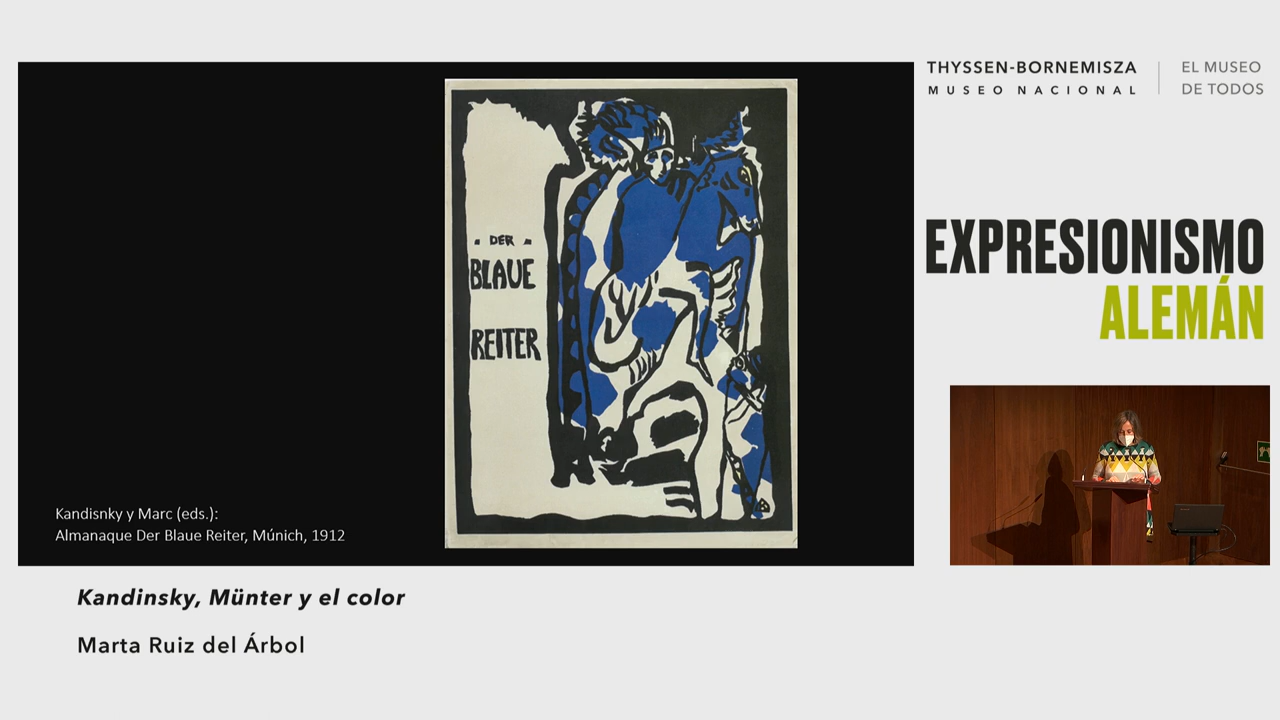 THYSSEN-BORNEMISZA
MUSEO NACIONAL
EL MUSEO
DE TODOS
EXPRESIONISMO
ALEMÁN
DER
BLAUE
REITER
Kandisnky y Marc (eds.):
Almanaque Der Blaue Reiter, Múnich, 1912
Kandinsky, Münter y el color
Marta Ruiz del Árbol